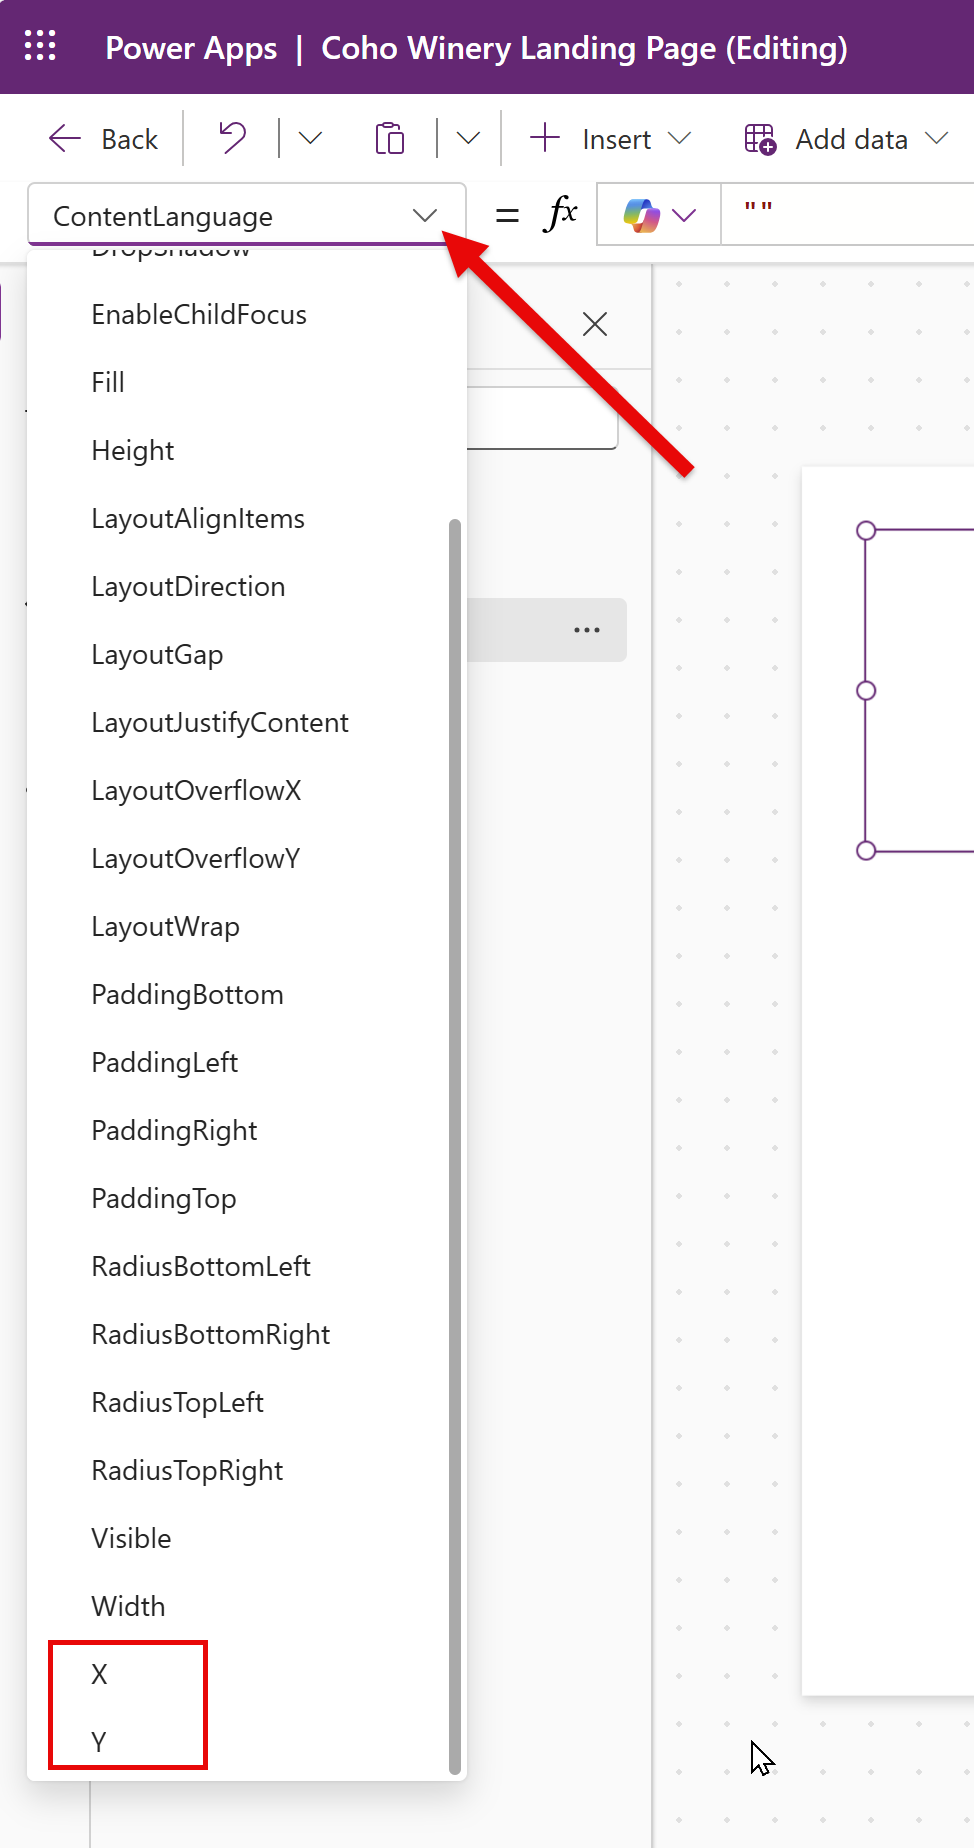 Power Apps | Coho Winery Landing Page (Editing)
Back Insert Add data
ContentLanguage = fx ""
DropShadow
EnableChildFocus
Fill
Height
LayoutAlignItems
LayoutDirection
LayoutGap
LayoutJustifyContent
LayoutOverflowX
LayoutOverflowY
LayoutWrap
PaddingBottom
PaddingLeft
PaddingRight
PaddingTop
RadiusBottomLeft
RadiusBottomRight
RadiusTopLeft
RadiusTopRight
Visible
Width
X
Y